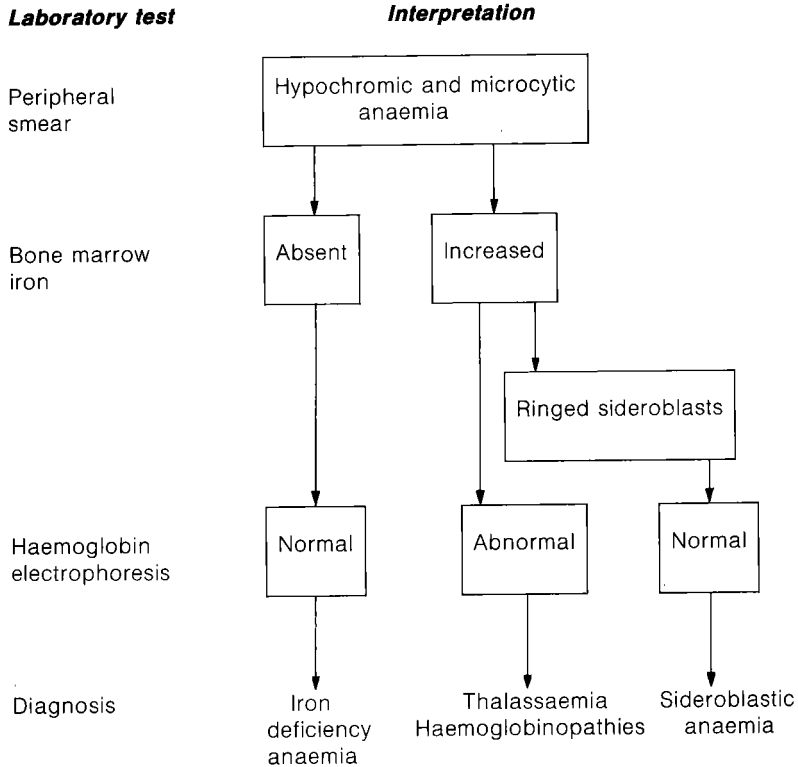 Laboratory test
Interpretation
Peripheral
smear
Hypochromic and microcytic
anaemia
Bone marrow
iron
Absent
Increased
Ringed sideroblasts
Haemoglobin
electrophoresis
Normal
Abnormal
Normal
Diagnosis
Iron
deficiency
anaemia
Thalassaemia
Haemoglobinopathies
Sideroblastic
anaemia